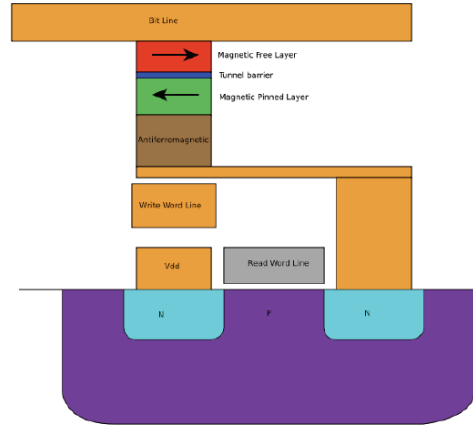 Bit Line
Magnetic Free Layer
Tunnel barrier
Magnetic Pinned Layer
Antiferromagnetic
Write Word Line
Vdd
Read Word Line
N
P
N